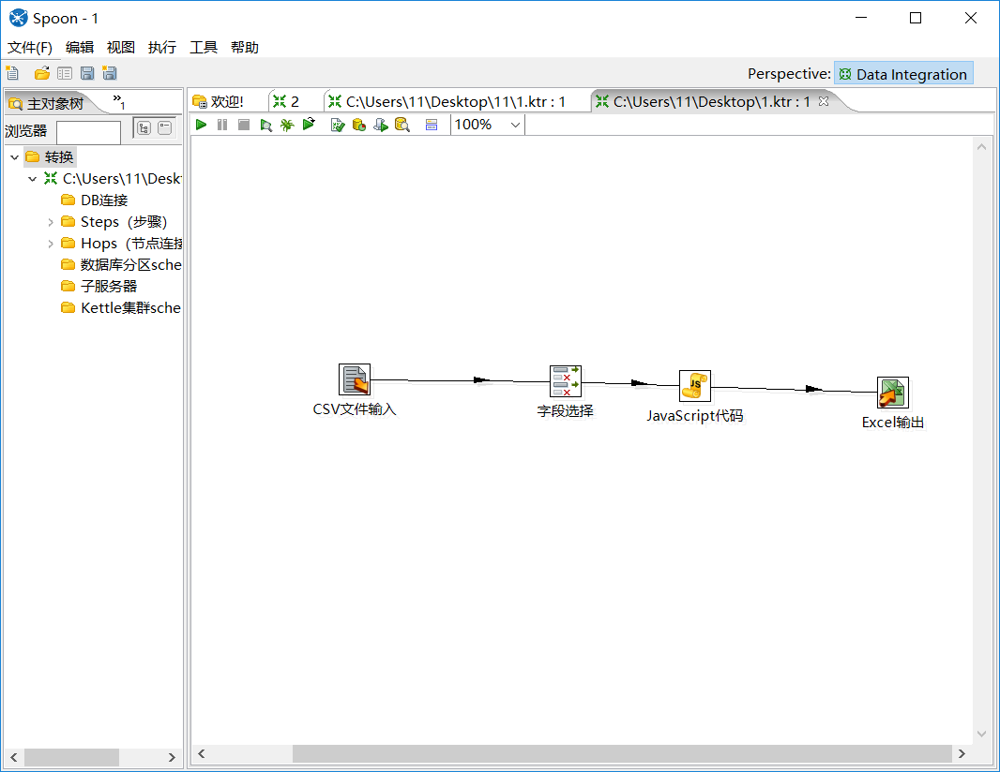 Spoon - 1
文件(F) 编辑 视图 执行 工具 帮助
Perspective: Data Integration
主对象树 »1
欢迎! 2 C:\Users\11\Desktop\11\1.ktr : 1 C:\Users\11\Desktop\1.ktr : 1
浏览器
100%
转换
C:\Users\11\Deskt
DB连接
Steps（步骤）
Hops（节点连接
数据库分区sche
子服务器
Kettle集群sche
CSV文件输入
字段选择
JS
JavaScript代码
Excel输出